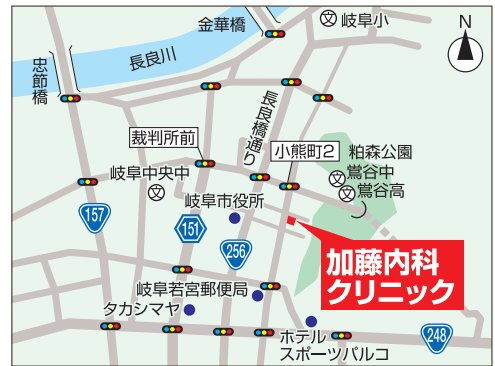 金華橋
岐阜小
N
忠節橋
長良川
長良橋通り
裁判所前
小熊町2
粕森公園
岐阜中央中
鶯谷中
鶯谷高
岐阜市役所
157
151
256
加藤内科
クリニック
岐阜若宮郵便局
タカシマヤ
ホテル
スポーツパルコ
248
文
文
文
文